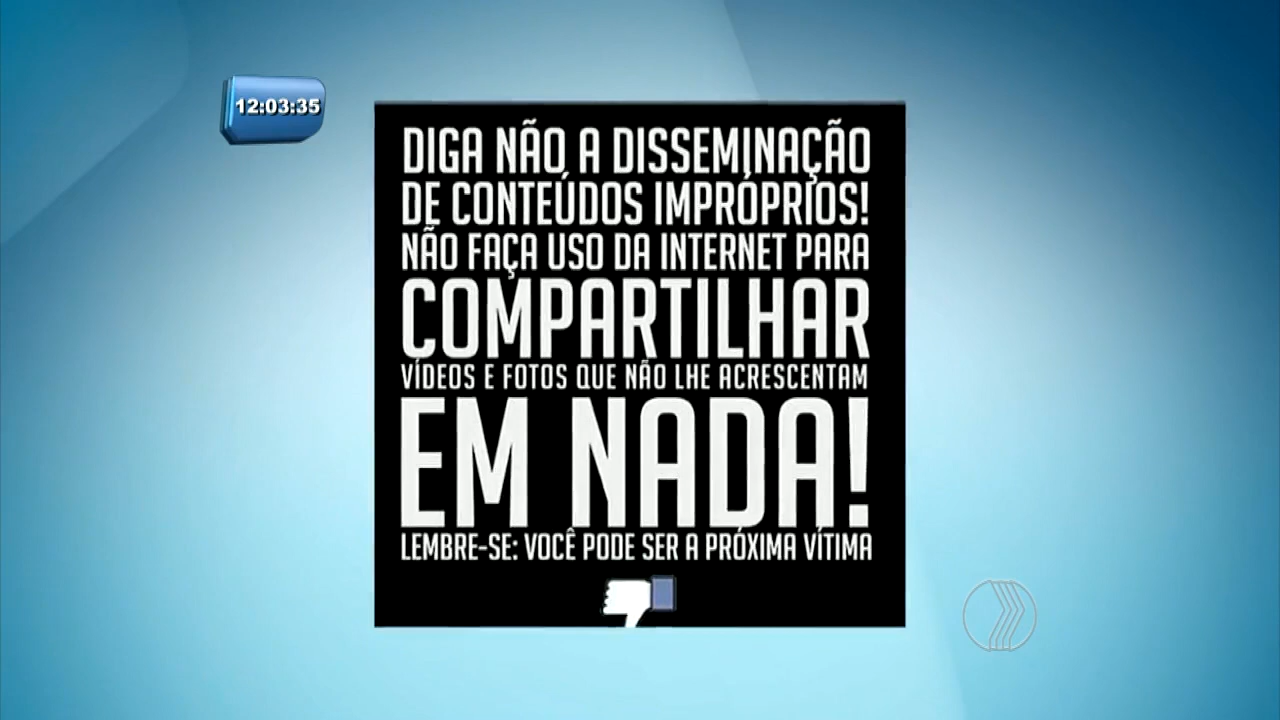 12:03:35
DIGA NÃO A DISSEMINAÇÃO
DE CONTEÚDOS IMPRÓPRIOS!
NÃO FAÇA USO DA INTERNET PARA
COMPARTILHAR
VÍDEOS E FOTOS QUE NÃO LHE ACRESCENTAM
EM NADA!
LEMBRE-SE: VOCÊ PODE SER A PRÓXIMA VÍTIMA